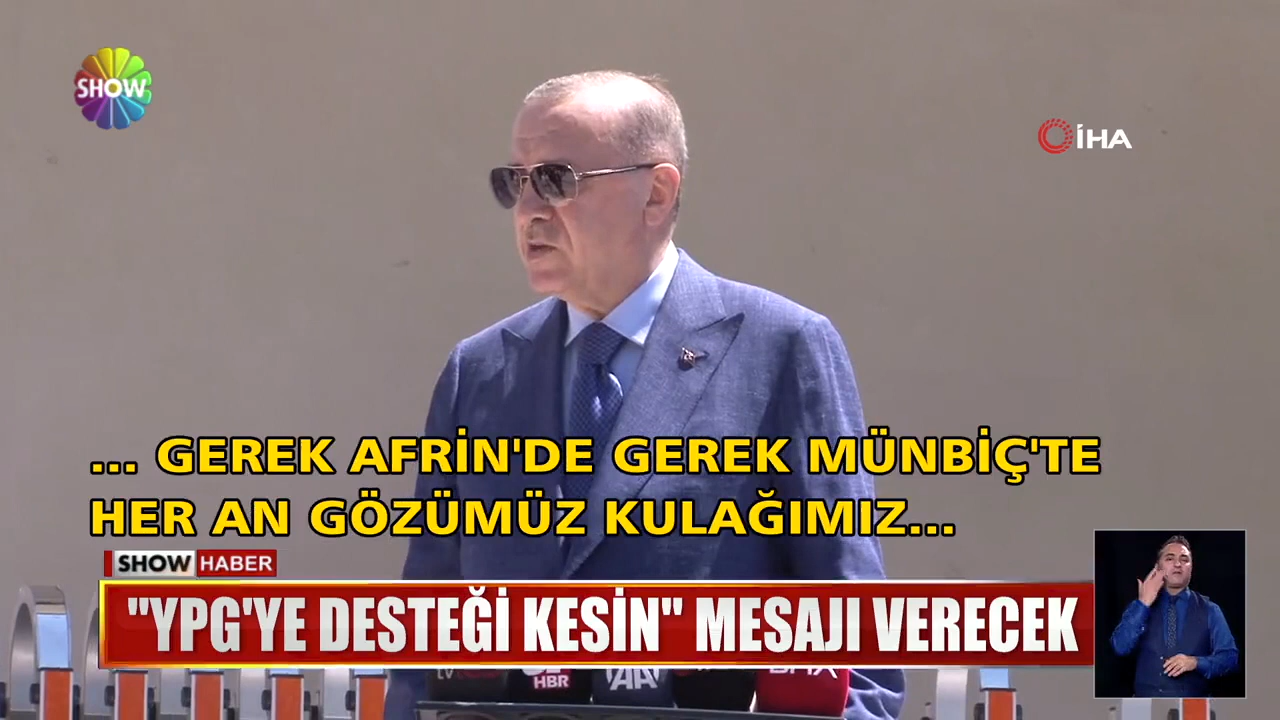 SHOW
İHA
... GEREK AFRİN'DE GEREK MÜNBİÇ'TE
HER AN GÖZÜMÜZ KULAĞIMIZ...
SHOW HABER
"YPG'YE DESTEĞİ KESİN" MESAJI VERECEK
tv
HBR
AA